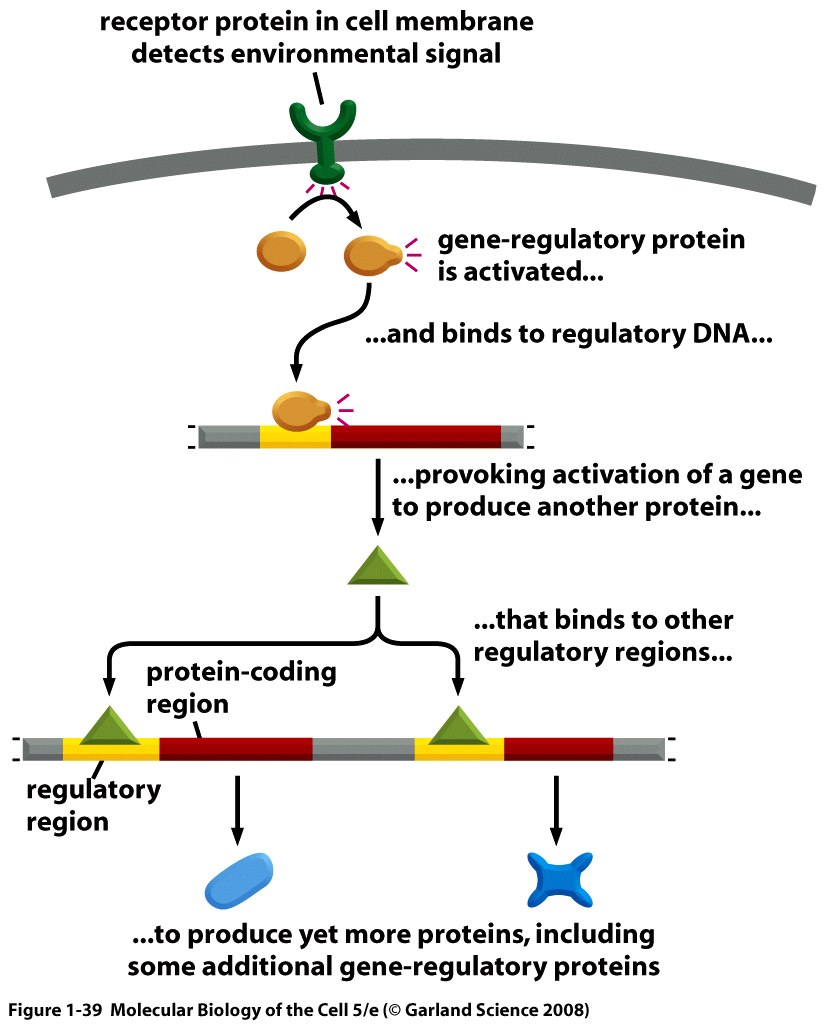 receptor protein in cell membrane
detects environmental signal
gene-regulatory protein
is activated...
...and binds to regulatory DNA...
...provoking activation of a gene
to produce another protein...
...that binds to other
regulatory regions...
protein-coding
region
regulatory
region
...to produce yet more proteins, including
some additional gene-regulatory proteins
Figure 1-39 Molecular Biology of the Cell 5/e (© Garland Science 2008)